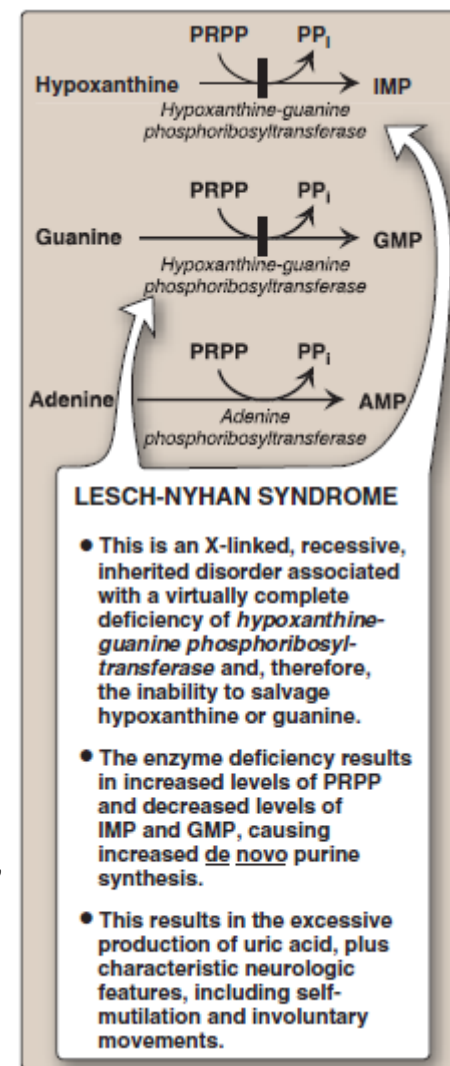 PRPP PPi
Hypoxanthine IMP
Hypoxanthine-guanine
phosphoribosyltransferase
PRPP PPi
Guanine GMP
Hypoxanthine-guanine
phosphoribosyltransferase
PRPP PPi
Adenine AMP
Adenine
phosphoribosyltransferase
LESCH-NYHAN SYNDROME
● This is an X-linked, recessive,
inherited disorder associated
with a virtually complete
deficiency of hypoxanthine-
guanine phosphoribosyl-
transferase and, therefore,
the inability to salvage
hypoxanthine or guanine.
● The enzyme deficiency results
in increased levels of PRPP
and decreased levels of
IMP and GMP, causing
increased de novo purine
synthesis.
● This results in the excessive
production of uric acid, plus
characteristic neurologic
features, including self-
mutilation and involuntary
movements.